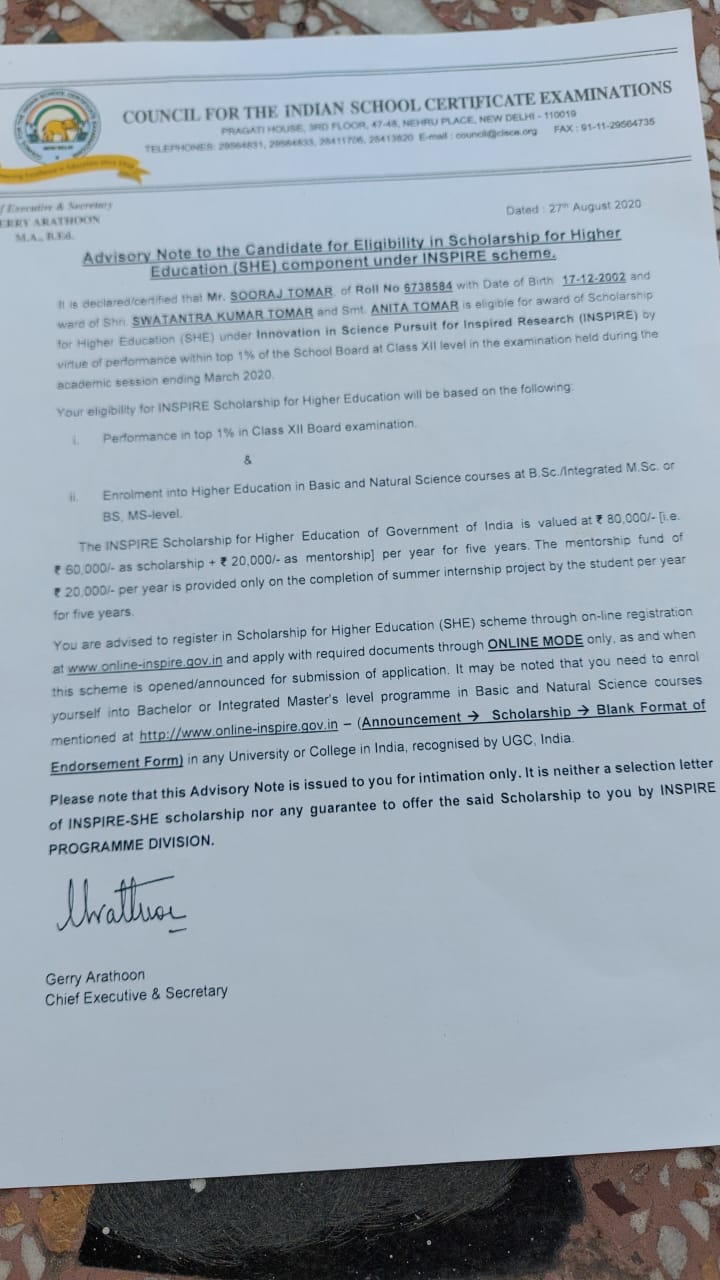 COUNCIL FOR THE INDIAN SCHOOL CERTIFICATE EXAMINATIONS
PRAGATI HOUSE, 3RD FLOOR, 47-48, NEHRU PLACE, NEW DELHI - 110019
TELEPHONES: 29564831, 29564833, 26411706, 26413820 E-mail : council@cisce.org FAX : 91-11-29564735
NEW DELHI
f Executive & Secretary
ERRY ARATHOON
M.A., B.Ed.
Dated : 27th August 2020
Advisory Note to the Candidate for Eligibility in Scholarship for Higher
Education (SHE) component under INSPIRE scheme.
It is declared/certified that Mr. SOORAJ TOMAR of Roll No 6738584 with Date of Birth 17-12-2002 and
ward of Shri. SWATANTRA KUMAR TOMAR and Smt. ANITA TOMAR is eligible for award of Scholarship
for Higher Education (SHE) under Innovation in Science Pursuit for Inspired Research (INSPIRE) by
virtue of performance within top 1% of the School Board at Class XII level in the examination held during the
academic session ending March 2020.
Your eligibility for INSPIRE Scholarship for Higher Education will be based on the following:
i. Performance in top 1% in Class XII Board examination.
&
ii. Enrolment into Higher Education in Basic and Natural Science courses at B.Sc./Integrated M.Sc. or
BS, MS-level.
The INSPIRE Scholarship for Higher Education of Government of India is valued at ₹ 80,000/- [i.e.
₹ 60,000/- as scholarship + ₹ 20,000/- as mentorship] per year for five years. The mentorship fund of
₹ 20,000/- per year is provided only on the completion of summer internship project by the student per year
for five years.
You are advised to register in Scholarship for Higher Education (SHE) scheme through on-line registration
at www.online-inspire.gov.in and apply with required documents through ONLINE MODE only, as and when
this scheme is opened/announced for submission of application. It may be noted that you need to enrol
yourself into Bachelor or Integrated Master's level programme in Basic and Natural Science courses
mentioned at http://www.online-inspire.gov.in – (Announcement → Scholarship → Blank Format of
Endorsement Form) in any University or College in India, recognised by UGC, India.
Please note that this Advisory Note is issued to you for intimation only. It is neither a selection letter
of INSPIRE-SHE scholarship nor any guarantee to offer the said Scholarship to you by INSPIRE
PROGRAMME DIVISION.
Gerry Arathoon
Chief Executive & Secretary